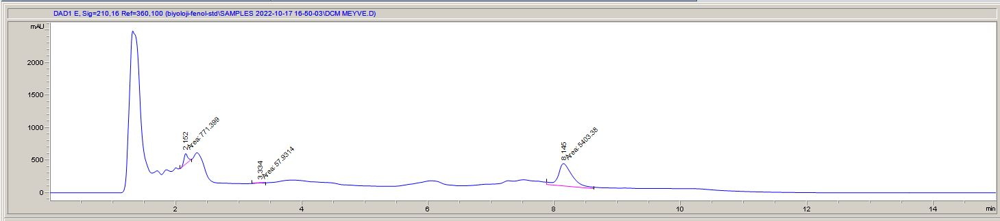 DAD1 E, Sig=210,16 Ref=360,100 (biyoloji-fenol-std\SAMPLES 2022-10-17 16-50-03\DCM MEYVE.D)
mAU
2000
1500
1000
500
0
2.152
Area: 771.399
3.334
Area: 57.9314
8.145
Area: 5403.38
2 4 6 8 10 12 14 min